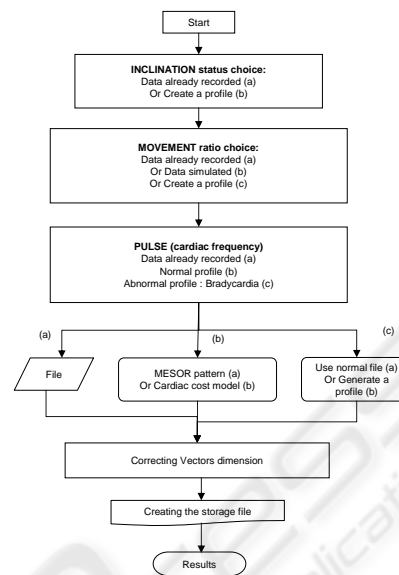 Start
INCLINATION status choice:
Data already recorded (a)
Or Create a profile (b)
MOVEMENT ratio choice:
Data already recorded (a)
Or Data simulated (b)
Or Create a profile (c)
PULSE (cardiac frequency)
Data already recorded (a)
Normal profile (b)
Abnormal profile : Bradycardia (c)
(a)
(b)
(c)
File
MESOR pattern (a)
Or Cardiac cost model (b)
Use normal file (a)
Or Generate a
profile (b)
Correcting Vectors dimension
Creating the storage file
Results